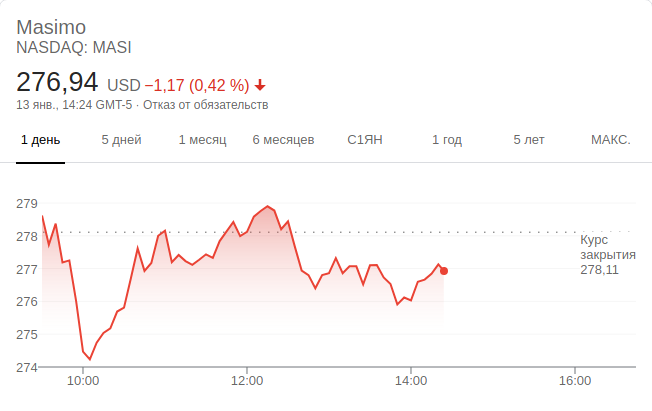 Masimo
NASDAQ: MASI
276,94 USD −1,17 (0,42 %)
13 янв., 14:24 GMT-5 · Отказ от обязательств
1 день 5 дней 1 месяц 6 месяцев С1ЯН 1 год 5 лет МАКС.
279
278
277
276
275
274
Курс
закрытия
278,11
10:00 12:00 14:00 16:00